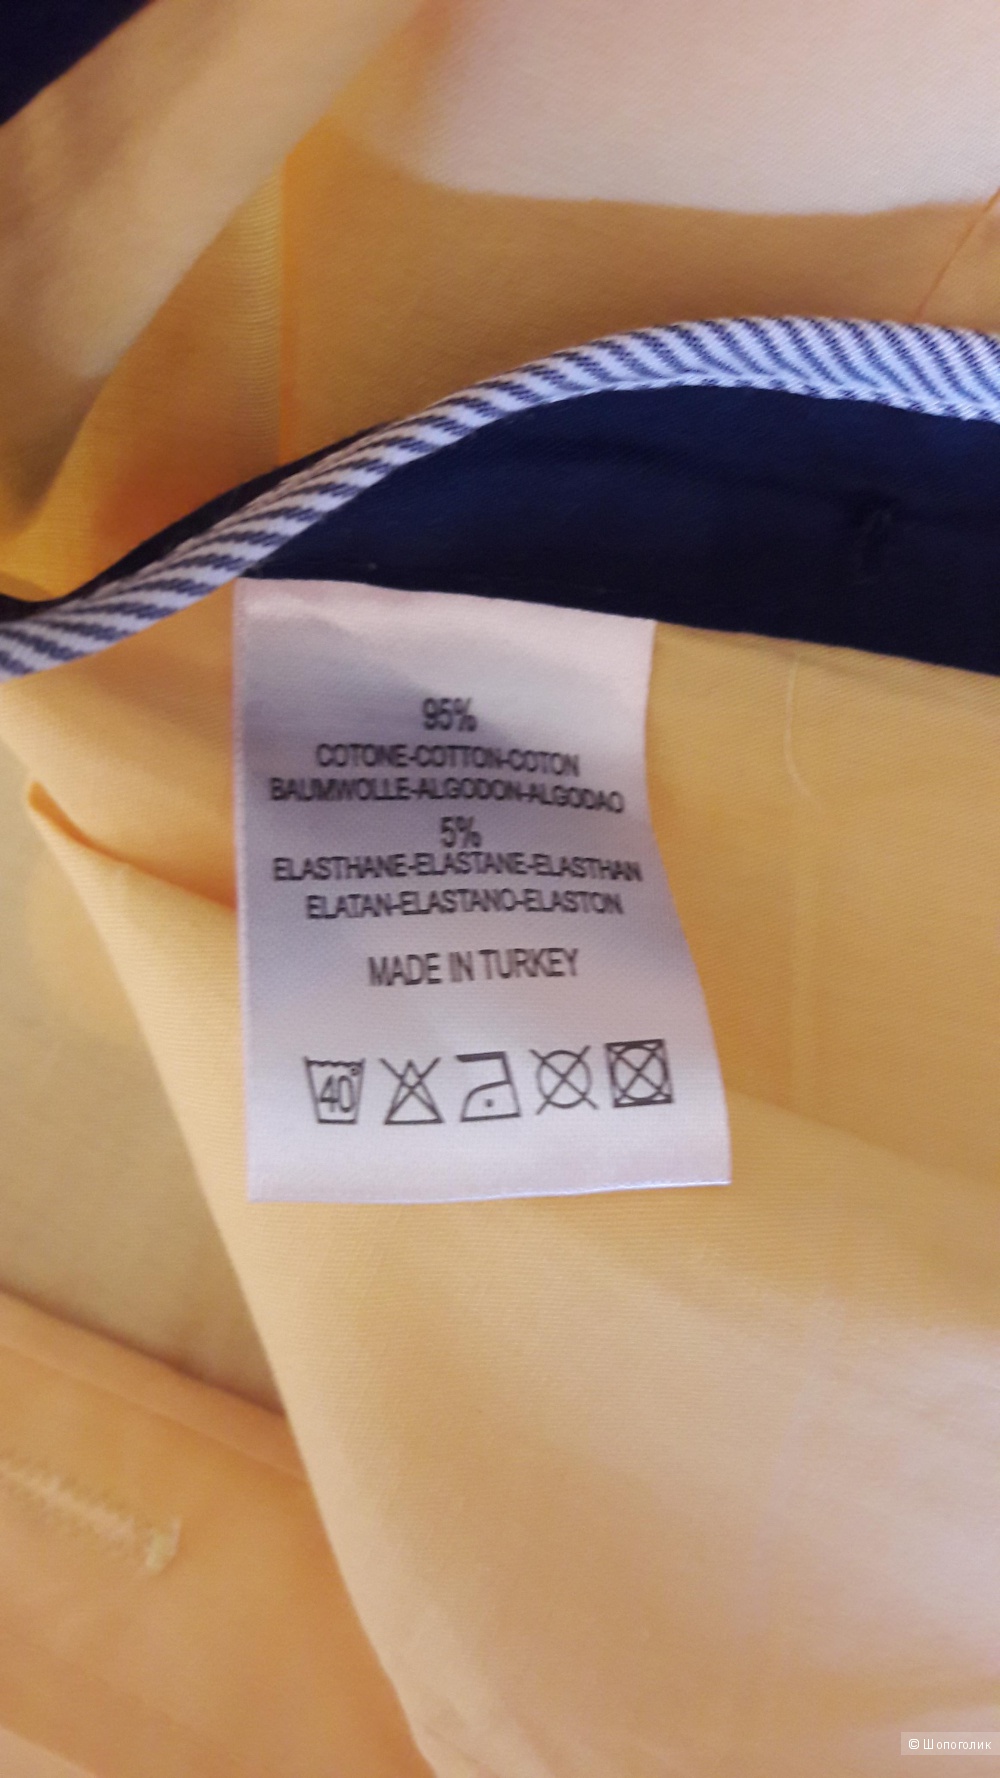 95%
COTONE-COTTON-COTON
BAUMWOLLE-ALGODON-ALGODAO
5%
ELASTHANE-ELASTANE-ELASTHAN
ELATAN-ELASTANO-ELASTON
MADE IN TURKEY
40°
© Шопоголик